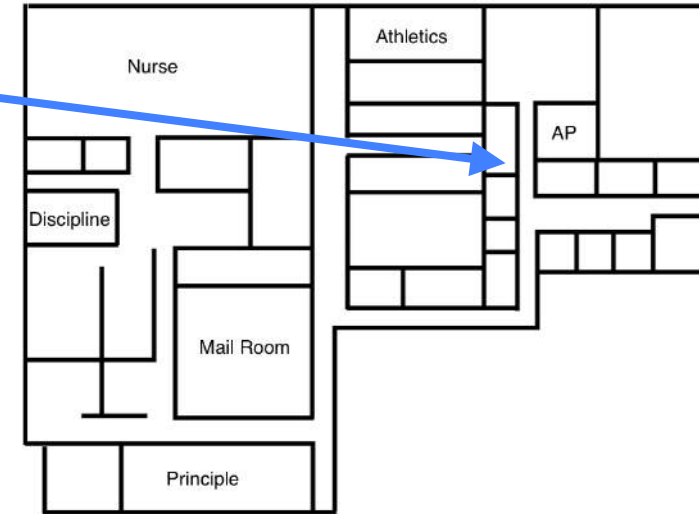 Athletics
Nurse
AP
Discipline
Mail Room
Principle